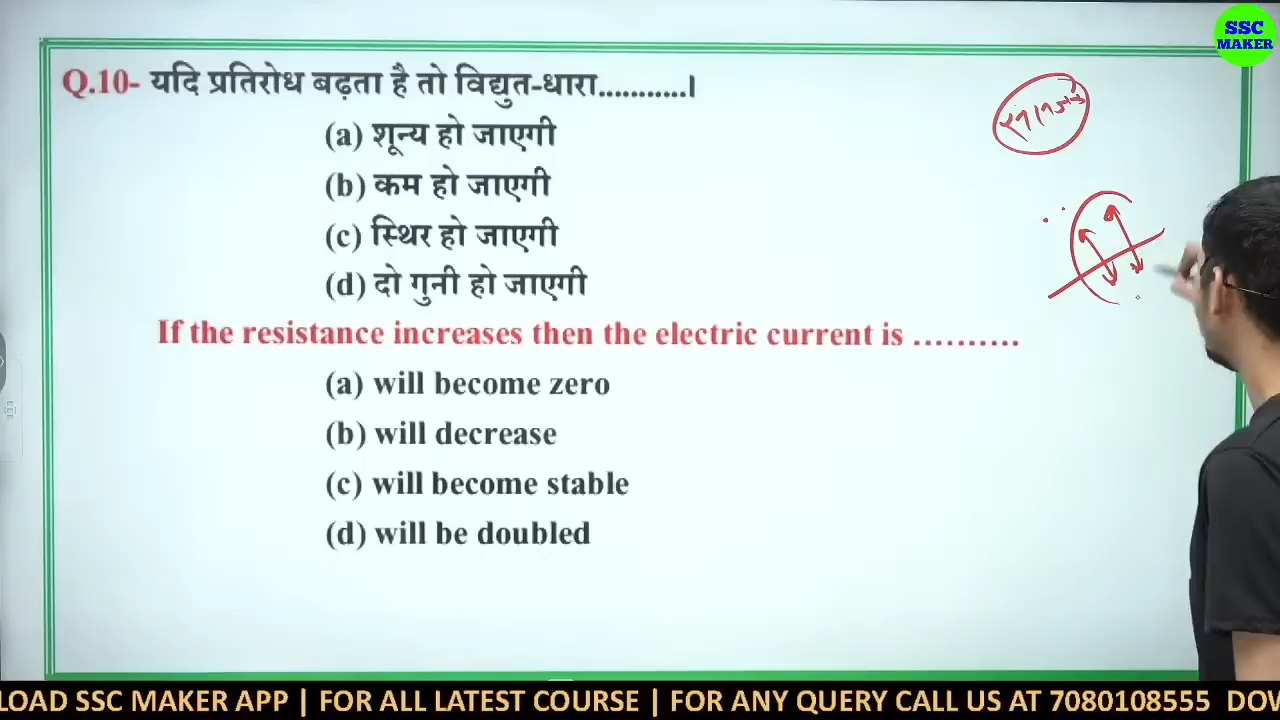 SSC
MAKER
Q.10- यदि प्रतिरोध बढ़ता है तो विद्युत-धारा...........।
(a) शून्य हो जाएगी
(b) कम हो जाएगी
(c) स्थिर हो जाएगी
(d) दो गुनी हो जाएगी
If the resistance increases then the electric current is ..........
(a) will become zero
(b) will decrease
(c) will become stable
(d) will be doubled
LOAD SSC MAKER APP | FOR ALL LATEST COURSE | FOR ANY QUERY CALL US AT 7080108555 DOW